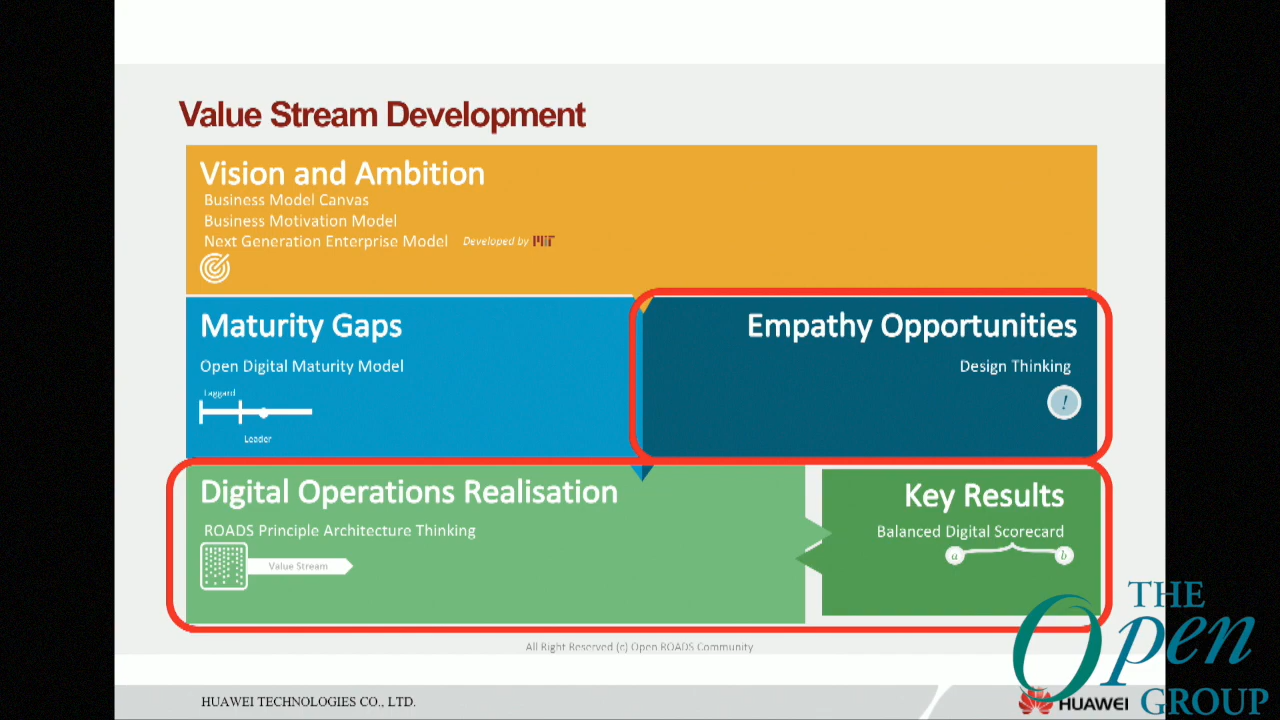 Value Stream Development
Vision and Ambition
Business Model Canvas
Business Motivation Model
Next Generation Enterprise Model Developed by MIT
Maturity Gaps
Open Digital Maturity Model
Laggard
Leader
Empathy Opportunities
Design Thinking
!
Digital Operations Realisation
ROADS Principle Architecture Thinking
Value Stream
Key Results
Balanced Digital Scorecard
a b
All Right Reserved (c) Open ROADS Community
HUAWEI TECHNOLOGIES CO., LTD.
HUAWEI
THE
Open
GROUP